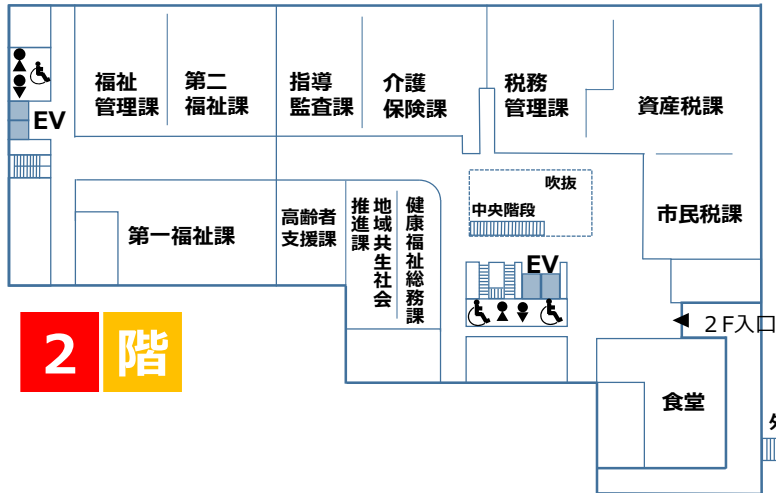 福祉
管理課
第二
福祉課
指導
監査課
介護
保険課
税務
管理課
資産税課
EV
吹抜
中央階段
市民税課
第一福祉課
高齢者
支援課
地域共生社会
推進課
健康福祉総務課
EV
２F入口
2階
食堂